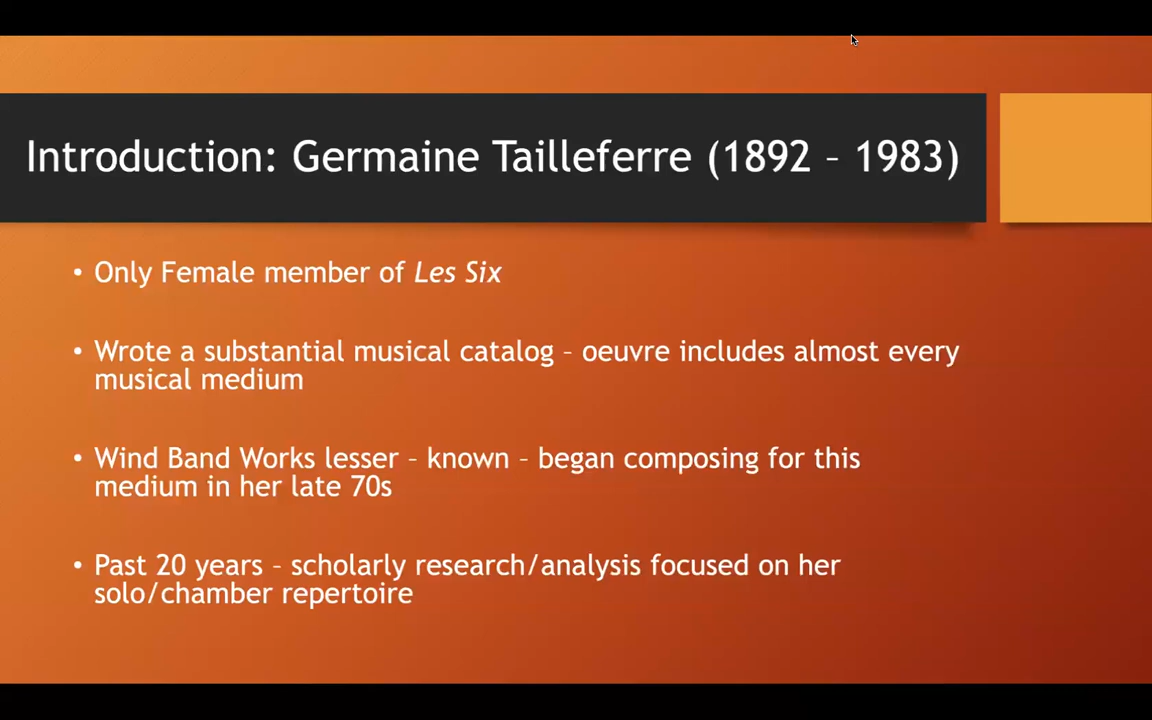 Introduction: Germaine Tailleferre (1892 – 1983)
• Only Female member of Les Six
• Wrote a substantial musical catalog – oeuvre includes almost every
musical medium
• Wind Band Works lesser – known – began composing for this
medium in her late 70s
• Past 20 years – scholarly research/analysis focused on her
solo/chamber repertoire